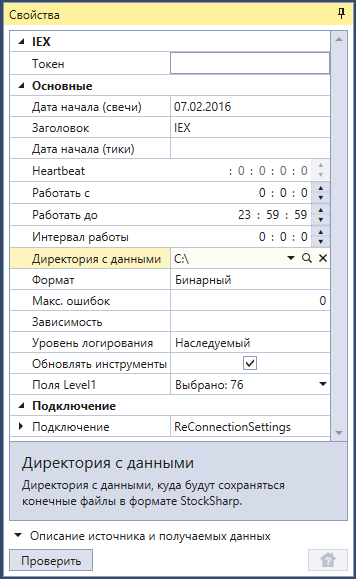 Свойства
IEX
Токен
Основные
Дата начала (свечи) 07.02.2016
Заголовок IEX
Дата начала (тики)
Heartbeat : 0 : 0 : 0 : 0
Работать с 0 : 0 : 0
Работать до 23 : 59 : 59
Интервал работы 0 : 0 : 0
Директория с данными C:\
Формат Бинарный
Макс. ошибок 0
Зависимость
Уровень логирования Наследуемый
Обновлять инструменты
Поля Level1 Выбрано: 76
Подключение
Подключение ReConnectionSettings
Директория с данными
Директория с данными, куда будут сохраняться
конечные файлы в формате StockSharp.
Описание источника и получаемых данных
Проверить